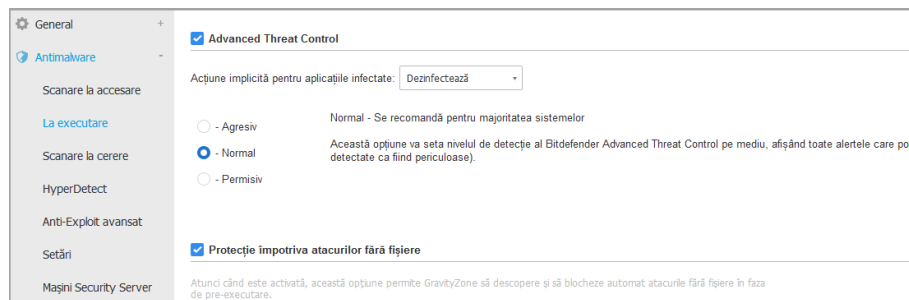 General +
Antimalware -
Scanare la accesare
La executare
Scanare la cerere
HyperDetect
Anti-Exploit avansat
Setări
Mașini Security Server
Advanced Threat Control
Acțiune implicită pentru aplicațiile infectate: Dezinfectează
- Agresiv
- Normal
- Permisiv
Normal - Se recomandă pentru majoritatea sistemelor
Această opțiune va seta nivelul de detecție al Bitdefender Advanced Threat Control pe mediu, afișând toate alertele care po
detectate ca fiind periculoase).
Protecție împotriva atacurilor fără fișiere
Atunci când este activată, această opțiune permite GravityZone să descopere și să blocheze automat atacurile fără fișiere în faza
de pre-executare.